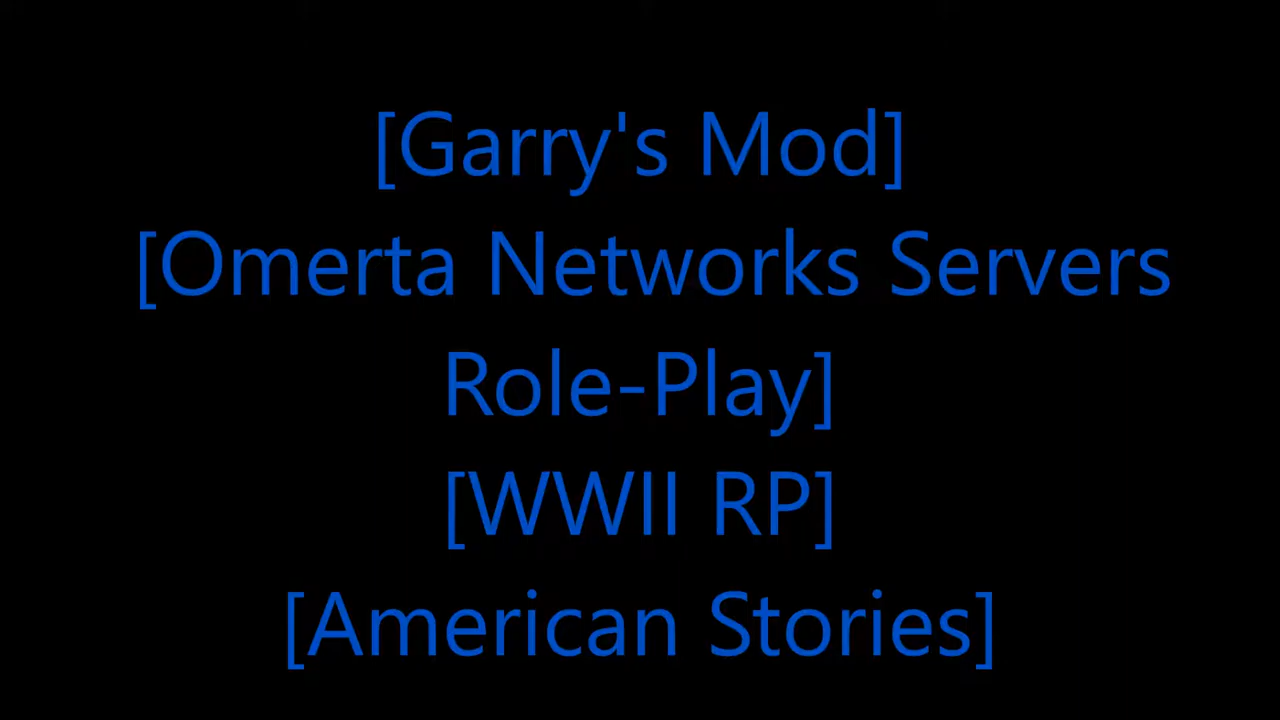 [Garry's Mod]
[Omerta Networks Servers
Role-Play]
[WWII RP]
[American Stories]